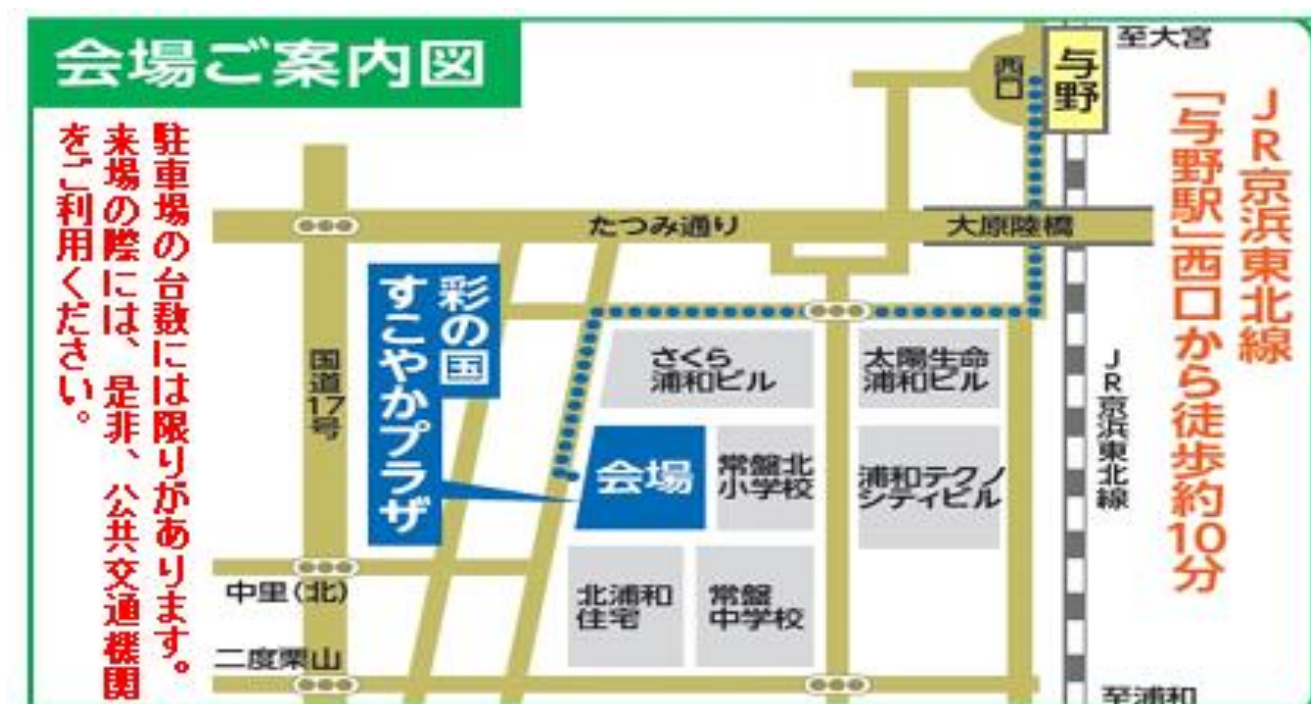 会場ご案内図
至大宮
与野
西口
JR京浜東北線
「与野駅」西口から徒歩約10分
駐車場の台数には限りがあります。
来場の際には、是非、公共交通機関
をご利用ください。
たつみ通り
大原陸橋
彩の国
すこやかプラザ
国道17号
さくら
浦和ビル
太陽生命
浦和ビル
JR京浜東北線
会場
常盤北
小学校
浦和テクノ
シティビル
中里(北)
北浦和
住宅
常盤
中学校
二度栗山
至浦和